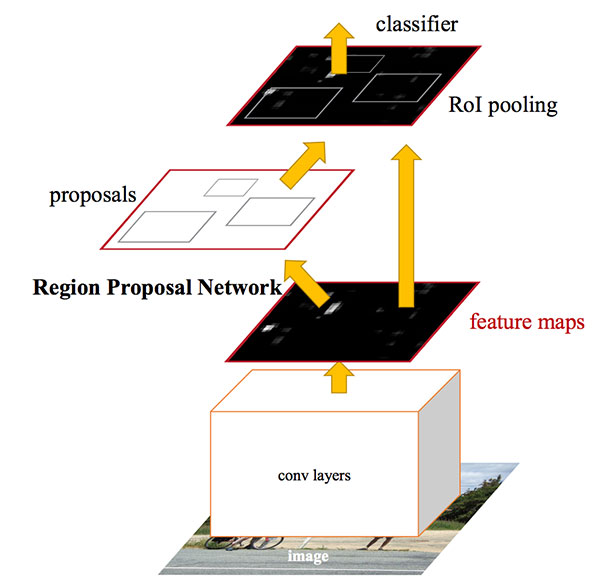 classifier
RoI pooling
proposals
Region Proposal Network
feature maps
conv layers
image